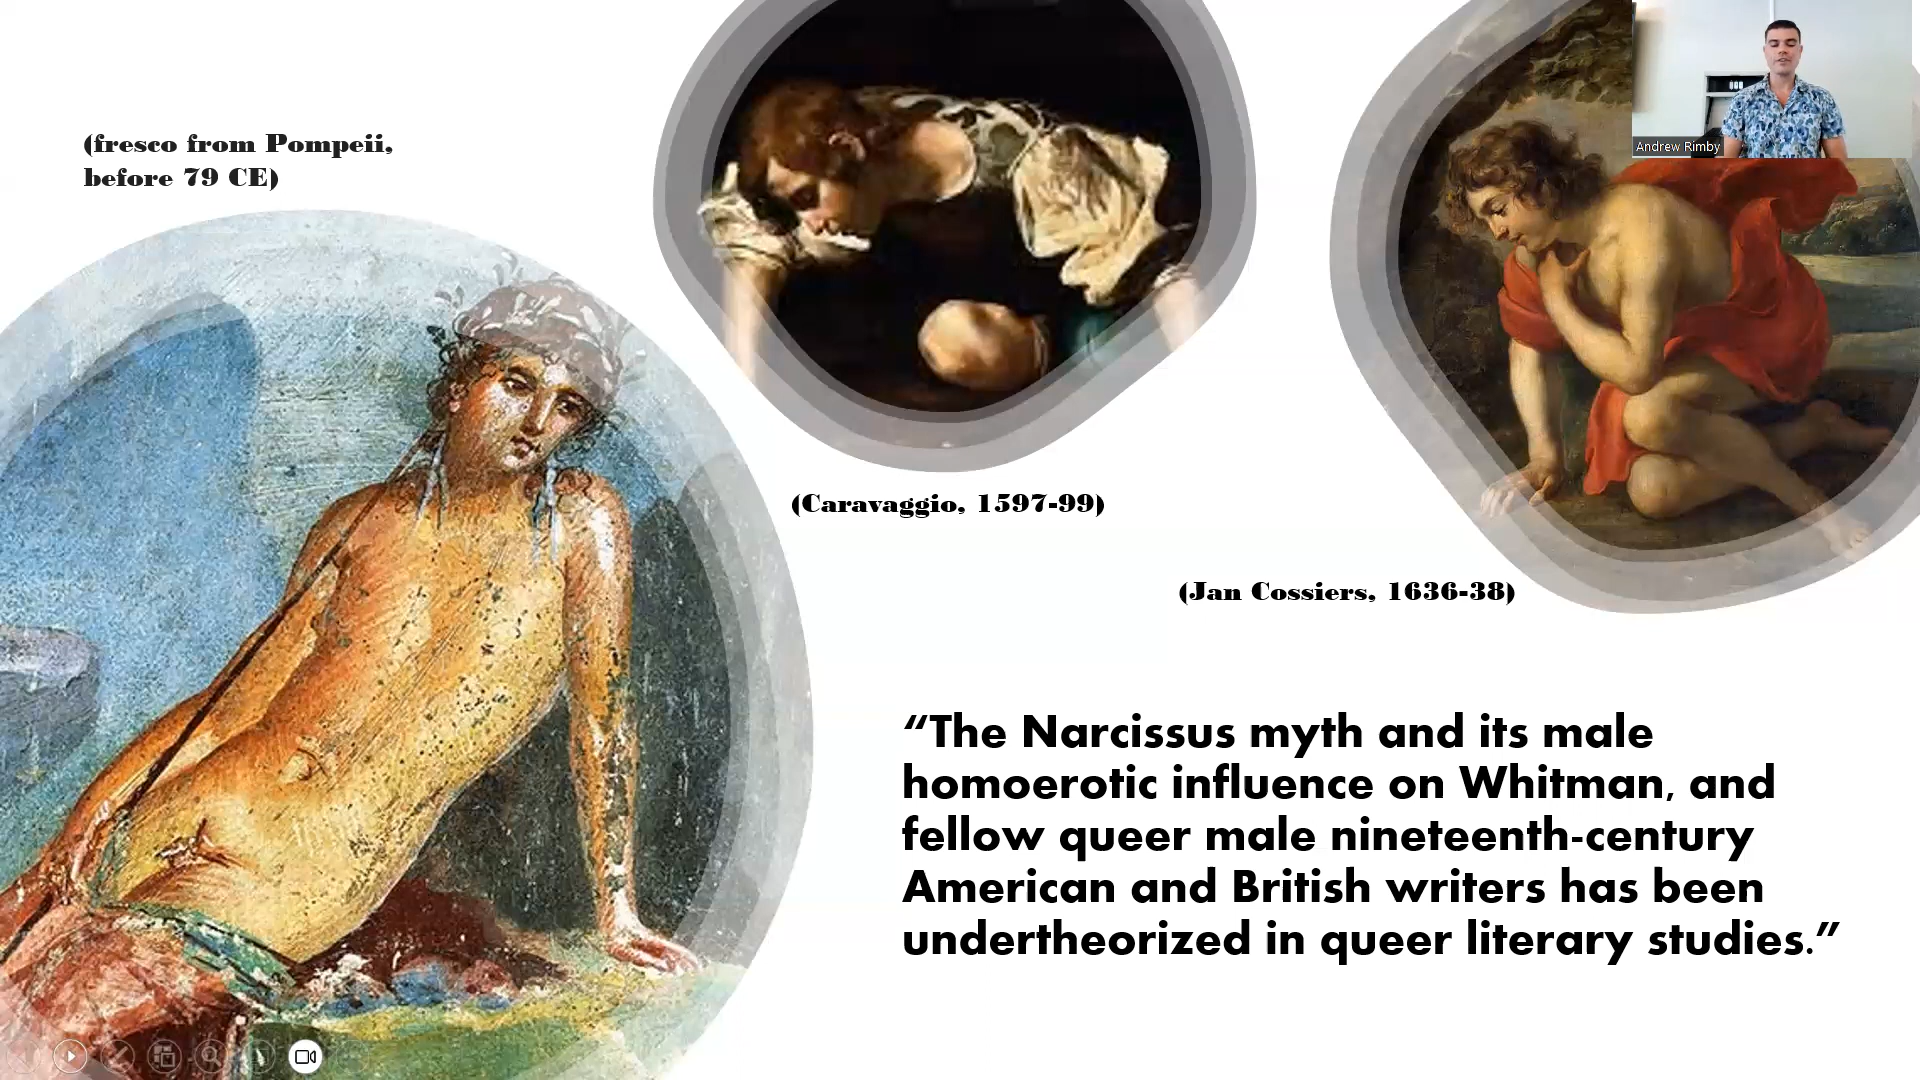 (fresco from Pompeii,
before 79 CE)
Andrew Rimby
(Caravaggio, 1597-99)
(Jan Cossiers, 1636-38)
“The Narcissus myth and its male
homoerotic influence on Whitman, and
fellow queer male nineteenth-century
American and British writers has been
undertheorized in queer literary studies.”